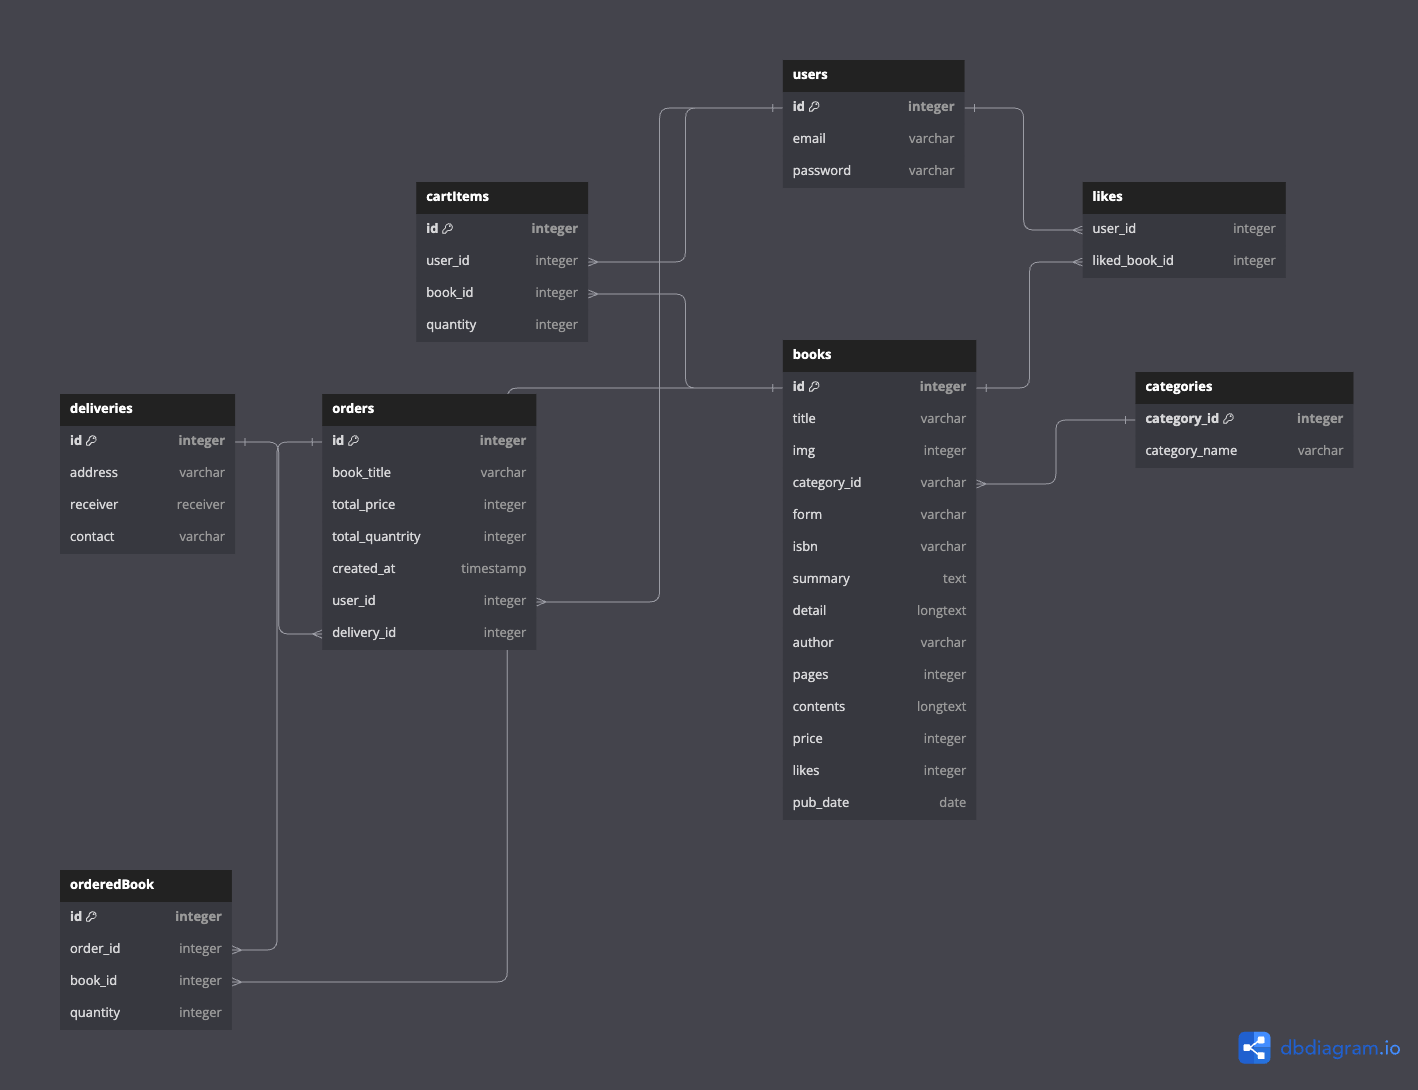 users
id integer
email varchar
password varchar
cartItems
id integer
user_id integer
book_id integer
quantity integer
likes
user_id integer
liked_book_id integer
books
id integer
title varchar
img integer
category_id varchar
form varchar
isbn varchar
summary text
detail longtext
author varchar
pages integer
contents longtext
price integer
likes integer
pub_date date
categories
category_id integer
category_name varchar
deliveries
id integer
address varchar
receiver receiver
contact varchar
orders
id integer
book_title varchar
total_price integer
total_quantrity integer
created_at timestamp
user_id integer
delivery_id integer
orderedBook
id integer
order_id integer
book_id integer
quantity integer
dbdiagram.io